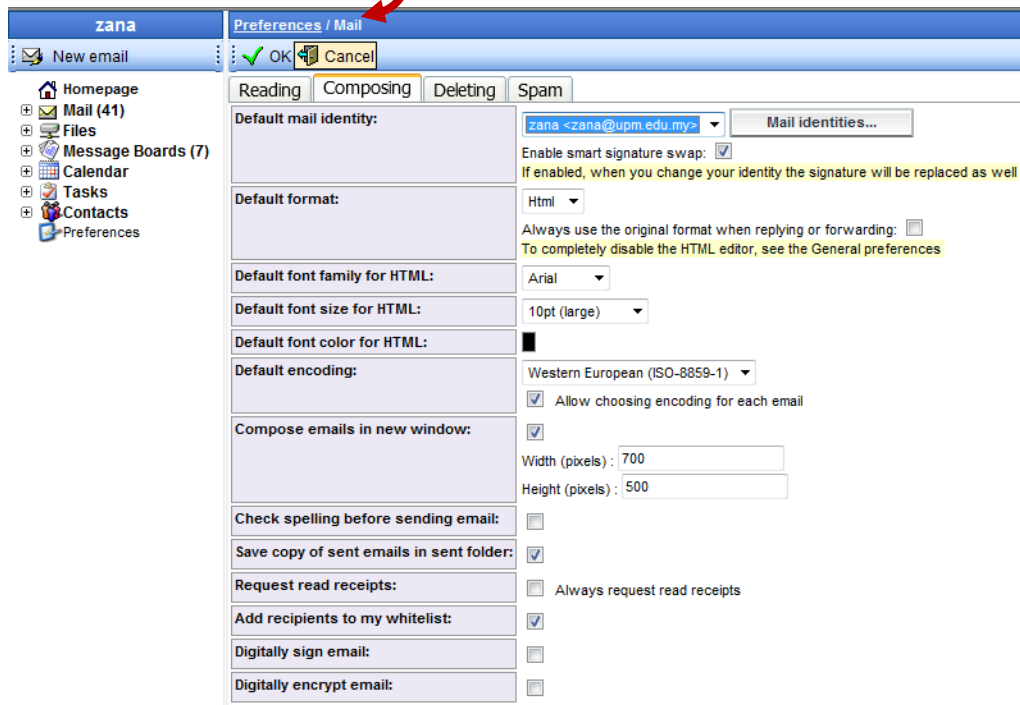 zana
Preferences / Mail
New email
OK Cancel
Homepage
Mail (41)
Files
Message Boards (7)
Calendar
Tasks
Contacts
Preferences
Reading Composing Deleting Spam
Default mail identity:
zana <zana@upm.edu.my> Mail identities...
Enable smart signature swap:
If enabled, when you change your identity the signature will be replaced as well
Default format:
Html
Always use the original format when replying or forwarding:
To completely disable the HTML editor, see the General preferences
Default font family for HTML:
Arial
Default font size for HTML:
10pt (large)
Default font color for HTML:
Default encoding:
Western European (ISO-8859-1)
Allow choosing encoding for each email
Compose emails in new window:
Width (pixels) : 700
Height (pixels) : 500
Check spelling before sending email:
Save copy of sent emails in sent folder:
Request read receipts:
Always request read receipts
Add recipients to my whitelist:
Digitally sign email:
Digitally encrypt email: